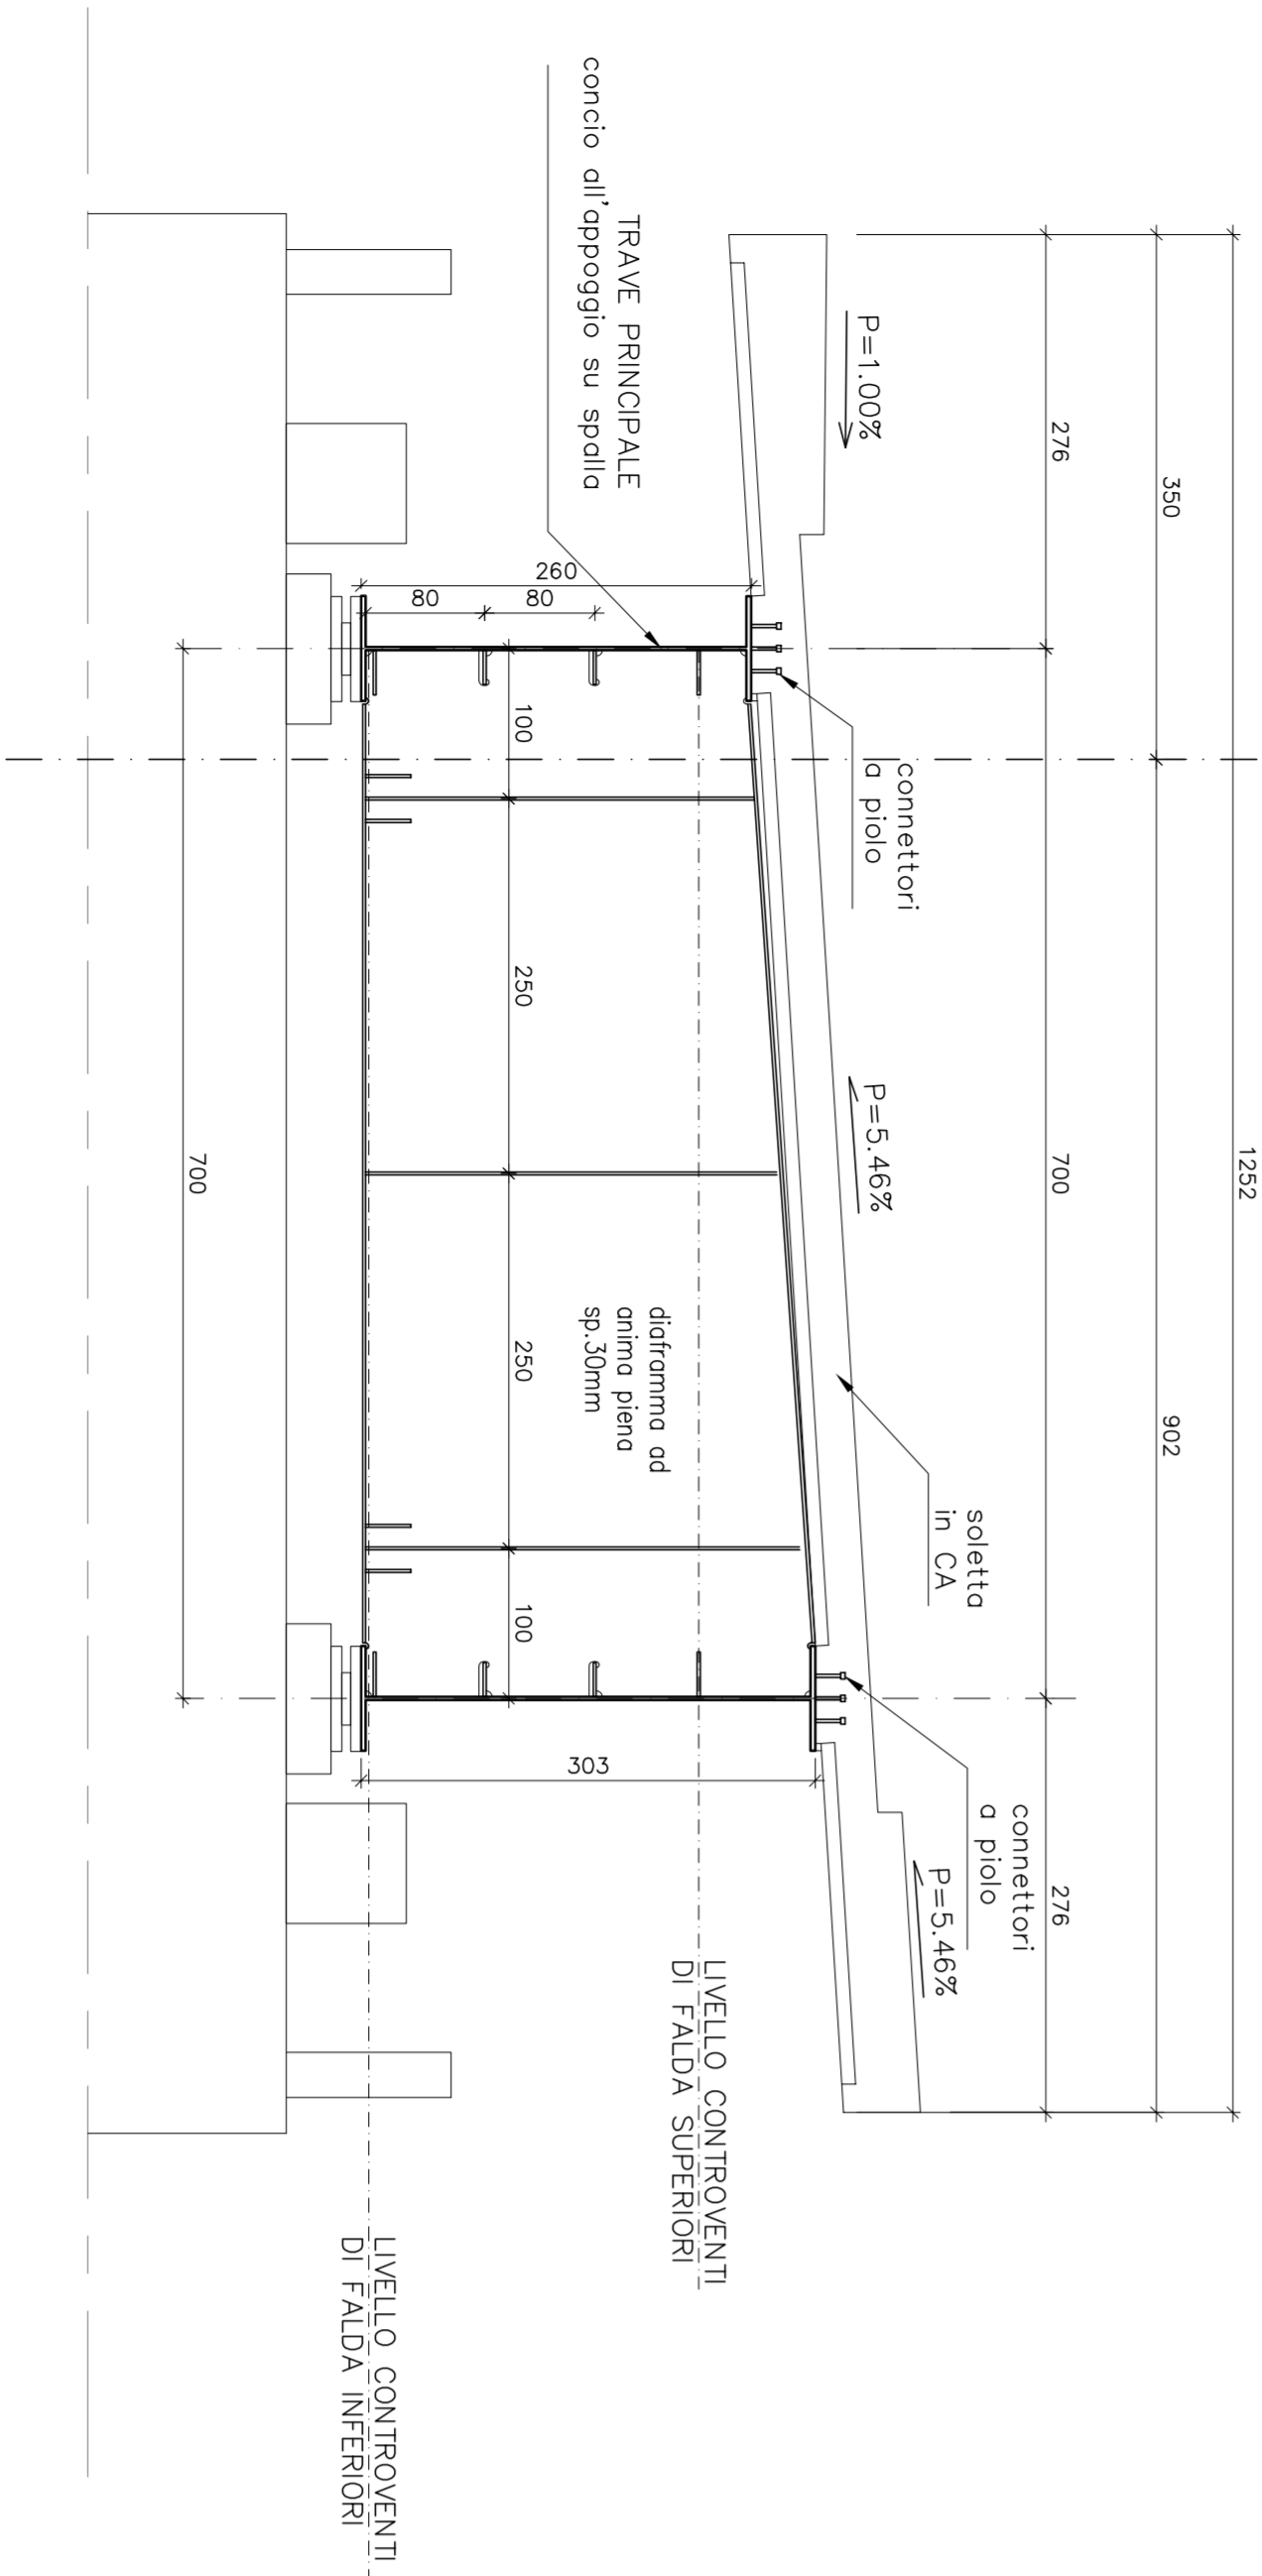 1252
350
902
276
700
276
P=1.00%
P=5.46%
P=5.46%
connettori
a piolo
soletta
in CA
connettori
a piolo
TRAVE PRINCIPALE
concio all'appoggio su spalla
260
80
80
100
250
250
100
303
diaframma ad
anima piena
sp.30mm
LIVELLO CONTROVENTI
DI FALDA SUPERIORI
LIVELLO CONTROVENTI
DI FALDA INFERIORI
700